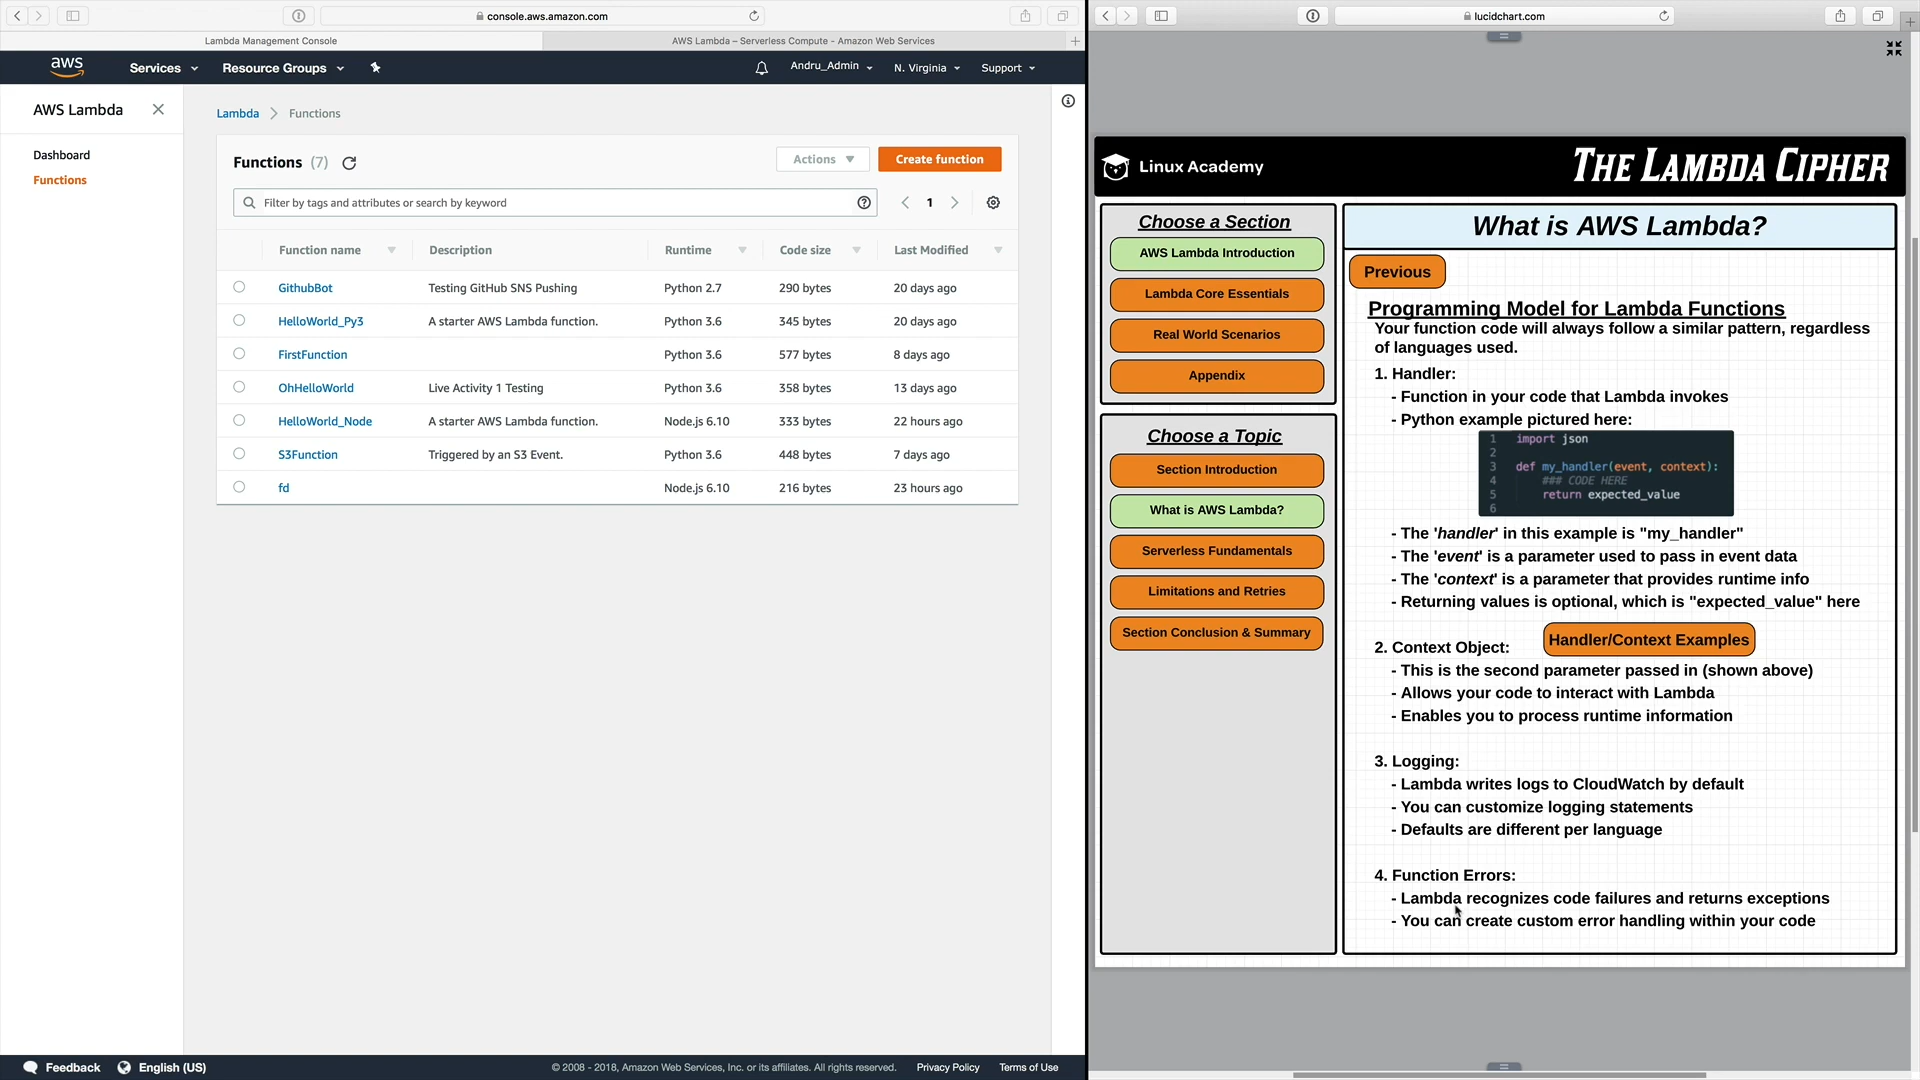 console.aws.amazon.com
Lambda Management Console
AWS Lambda – Serverless Compute - Amazon Web Services
aws
Services
Resource Groups
Andru_Admin
N. Virginia
Support
AWS Lambda
Dashboard
Functions
Lambda
Functions
Functions (7)
Actions
Create function
Filter by tags and attributes or search by keyword
1
Function name Description Runtime Code size Last Modified
GithubBot Testing GitHub SNS Pushing Python 2.7 290 bytes 20 days ago
HelloWorld_Py3 A starter AWS Lambda function. Python 3.6 345 bytes 20 days ago
FirstFunction Python 3.6 577 bytes 8 days ago
OhHelloWorld Live Activity 1 Testing Python 3.6 358 bytes 13 days ago
HelloWorld_Node A starter AWS Lambda function. Node.js 6.10 333 bytes 22 hours ago
S3Function Triggered by an S3 Event. Python 3.6 448 bytes 7 days ago
fd Node.js 6.10 216 bytes 23 hours ago
Feedback
English (US)
© 2008 - 2018, Amazon Web Services, Inc. or its affiliates. All rights reserved.
Privacy Policy
Terms of Use
lucidchart.com
Linux Academy
THE LAMBDA CIPHER
Choose a Section
AWS Lambda Introduction
Lambda Core Essentials
Real World Scenarios
Appendix
Choose a Topic
Section Introduction
What is AWS Lambda?
Serverless Fundamentals
Limitations and Retries
Section Conclusion & Summary
What is AWS Lambda?
Previous
Programming Model for Lambda Functions
Your function code will always follow a similar pattern, regardless
of languages used.
1. Handler:
- Function in your code that Lambda invokes
- Python example pictured here:
1 import json
2
3 def my_handler(event, context):
4 ### CODE HERE
5 return expected_value
6
- The 'handler' in this example is "my_handler"
- The 'event' is a parameter used to pass in event data
- The 'context' is a parameter that provides runtime info
- Returning values is optional, which is "expected_value" here
Handler/Context Examples
2. Context Object:
- This is the second parameter passed in (shown above)
- Allows your code to interact with Lambda
- Enables you to process runtime information
3. Logging:
- Lambda writes logs to CloudWatch by default
- You can customize logging statements
- Defaults are different per language
4. Function Errors:
- Lambda recognizes code failures and returns exceptions
- You can create custom error handling within your code